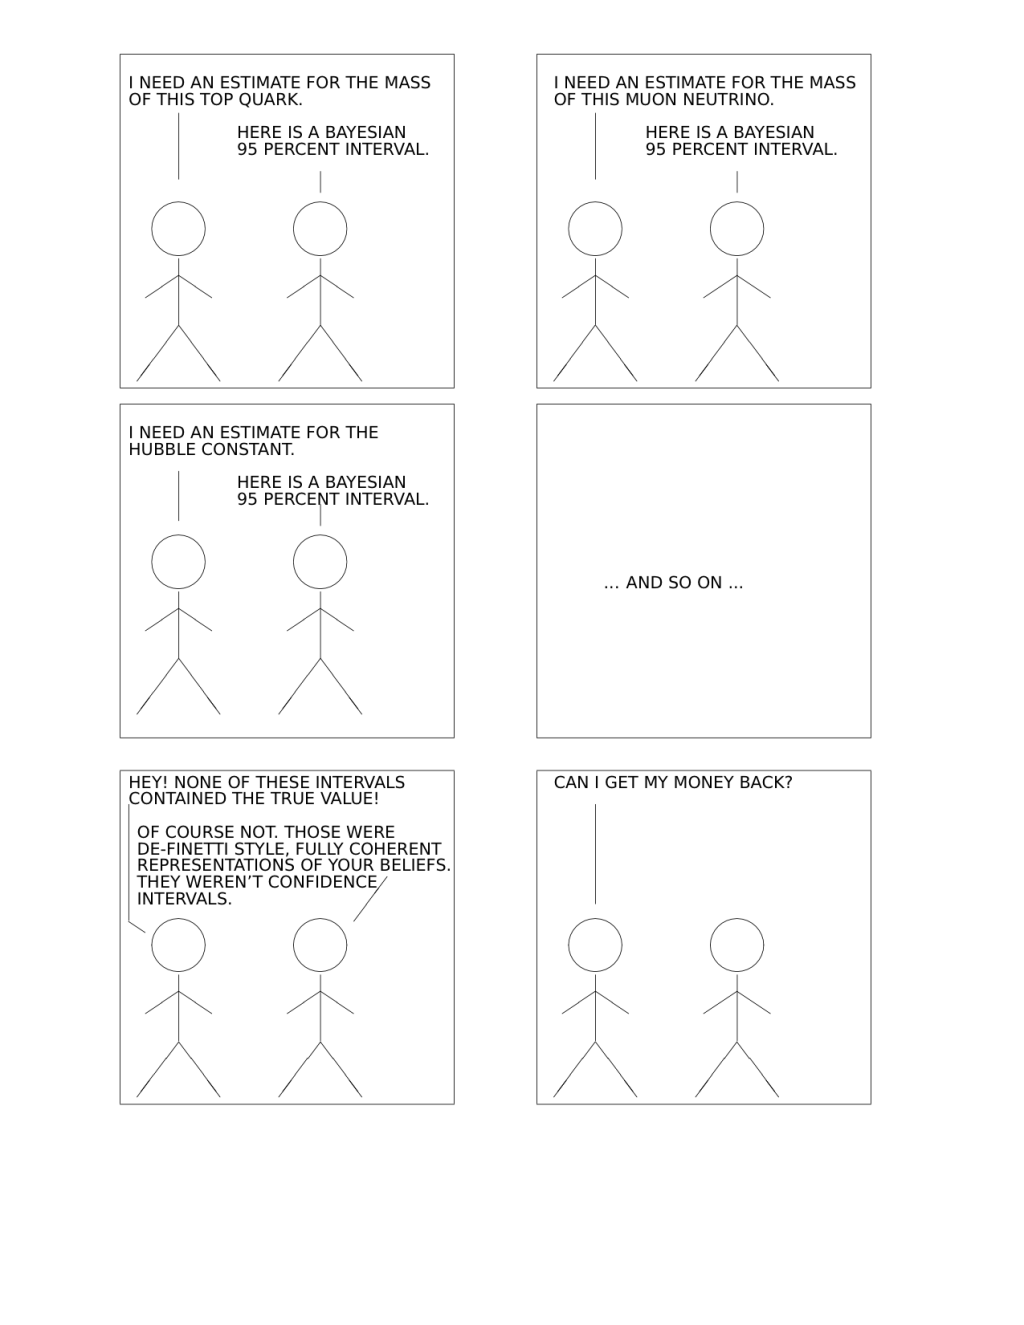 I NEED AN ESTIMATE FOR THE MASS
OF THIS TOP QUARK.
HERE IS A BAYESIAN
95 PERCENT INTERVAL.
I NEED AN ESTIMATE FOR THE MASS
OF THIS MUON NEUTRINO.
HERE IS A BAYESIAN
95 PERCENT INTERVAL.
I NEED AN ESTIMATE FOR THE
HUBBLE CONSTANT.
HERE IS A BAYESIAN
95 PERCENT INTERVAL.
... AND SO ON ...
HEY! NONE OF THESE INTERVALS
CONTAINED THE TRUE VALUE!
OF COURSE NOT. THOSE WERE
DE-FINETTI STYLE, FULLY COHERENT
REPRESENTATIONS OF YOUR BELIEFS.
THEY WEREN'T CONFIDENCE
INTERVALS.
CAN I GET MY MONEY BACK?